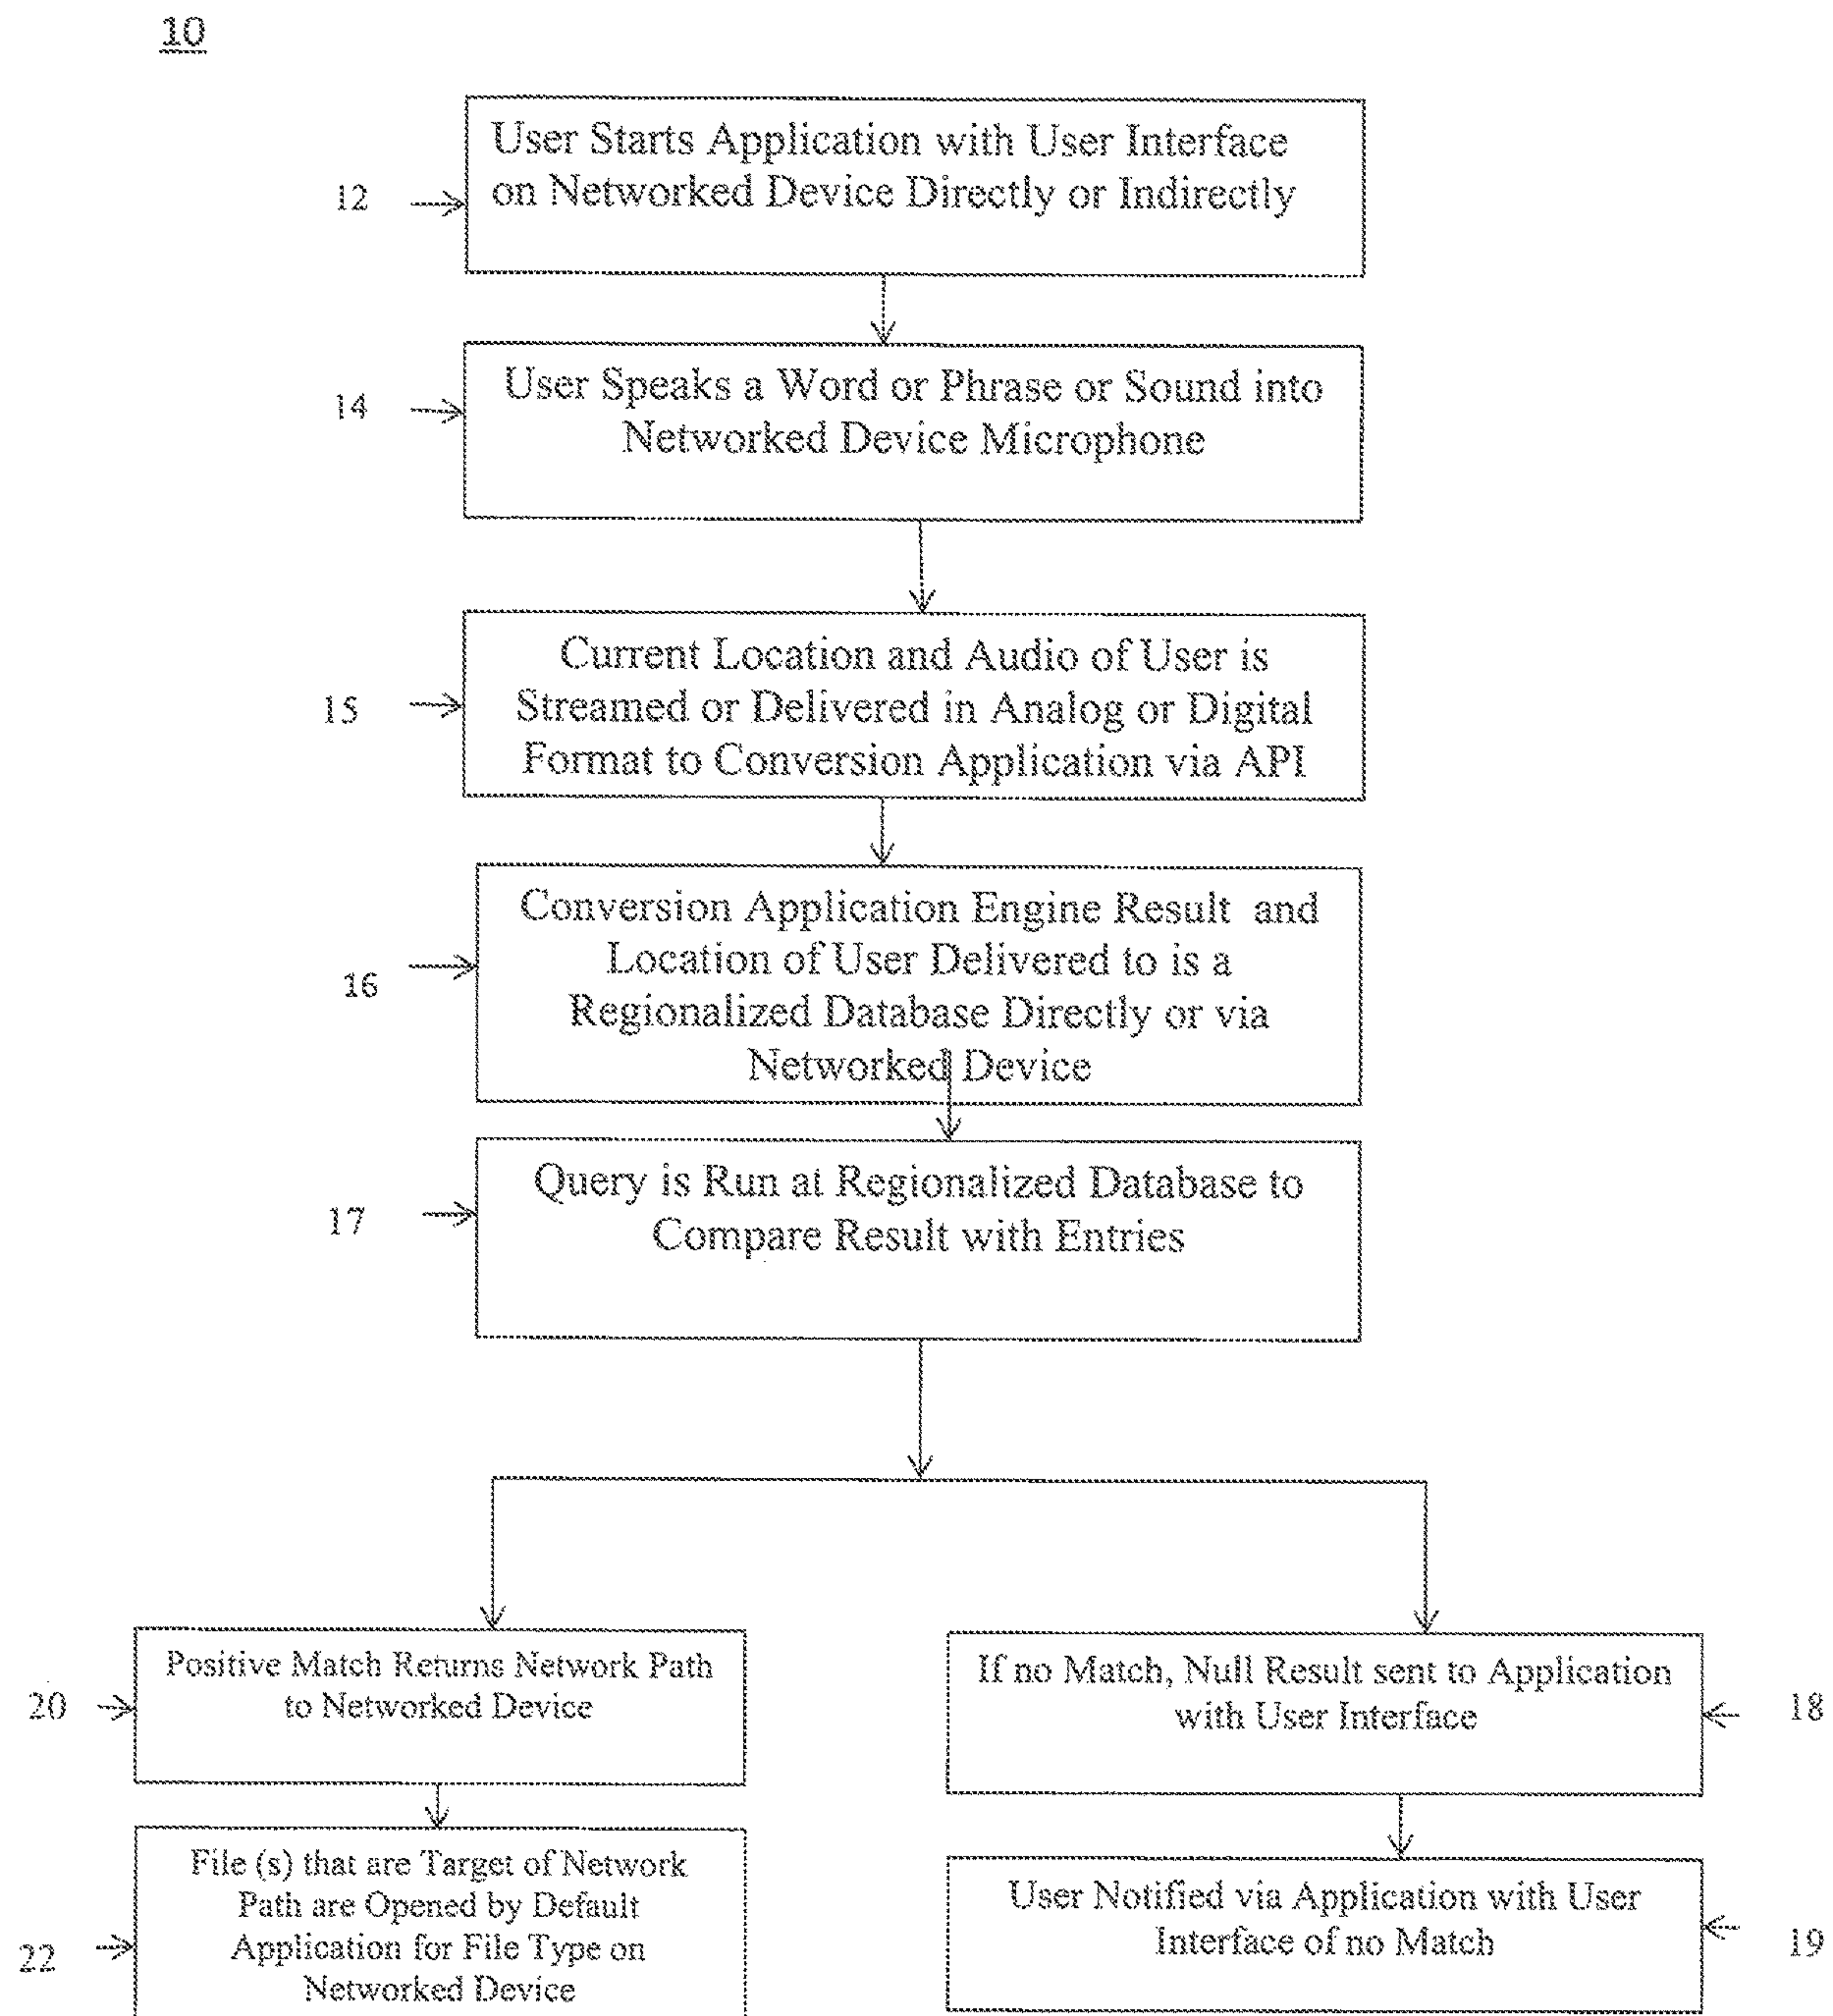 10
User Starts Application with User Interface
on Networked Device Directly or Indirectly
12
User Speaks a Word or Phrase or Sound into
Networked Device Microphone
14
Current Location and Audio of User is
Streamed or Delivered in Analog or Digital
Format to Conversion Application via API
15
Conversion Application Engine Result and
Location of User Delivered to is a
Regionalized Database Directly or via
Networked Device
16
Query is Run at Regionalized Database to
Compare Result with Entries
17
Positive Match Returns Network Path
to Networked Device
20
If no Match, Null Result sent to Application
with User Interface
18
File (s) that are Target of Network
Path are Opened by Default
Application for File Type on
Networked Device
22
User Notified via Application with User
Interface of no Match
19